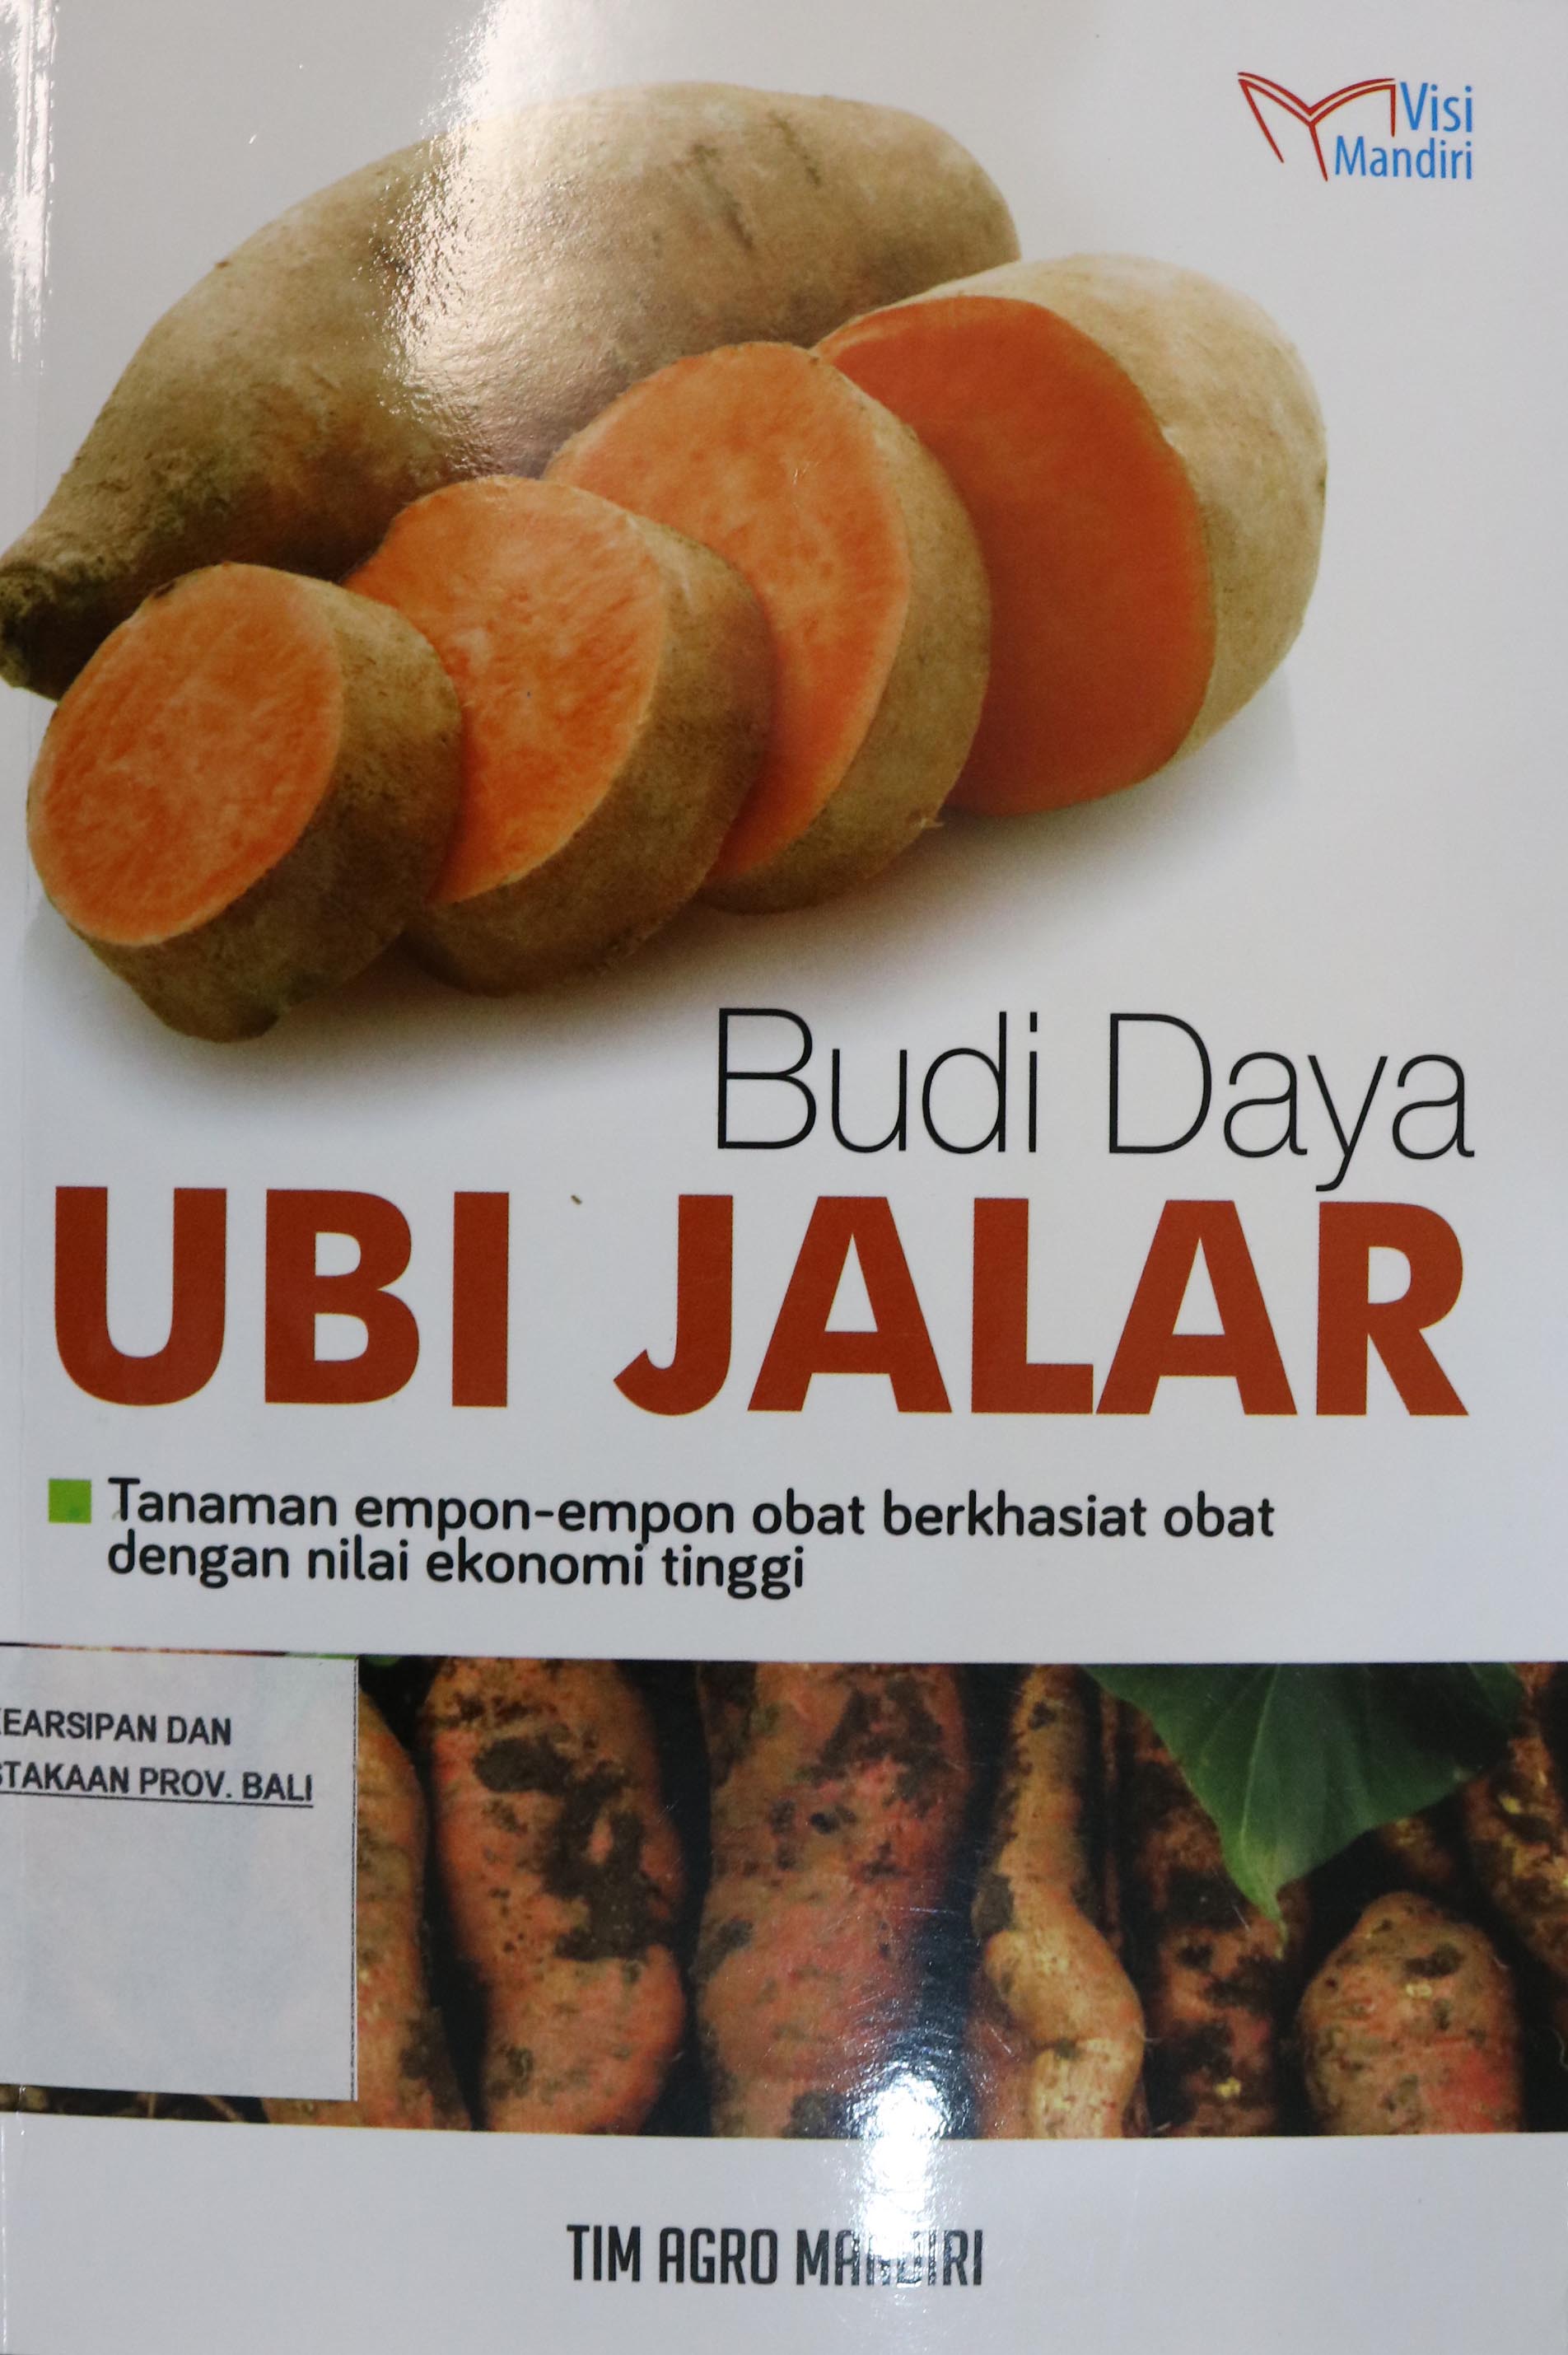 Visi
Mandiri
Budi Daya
UBI JALAR
Tanaman empon-empon obat berkhasiat obat
dengan nilai ekonomi tinggi
EARSIPAN DAN
STAKAAN PROV. BALI
TIM AGRO MANDIRI